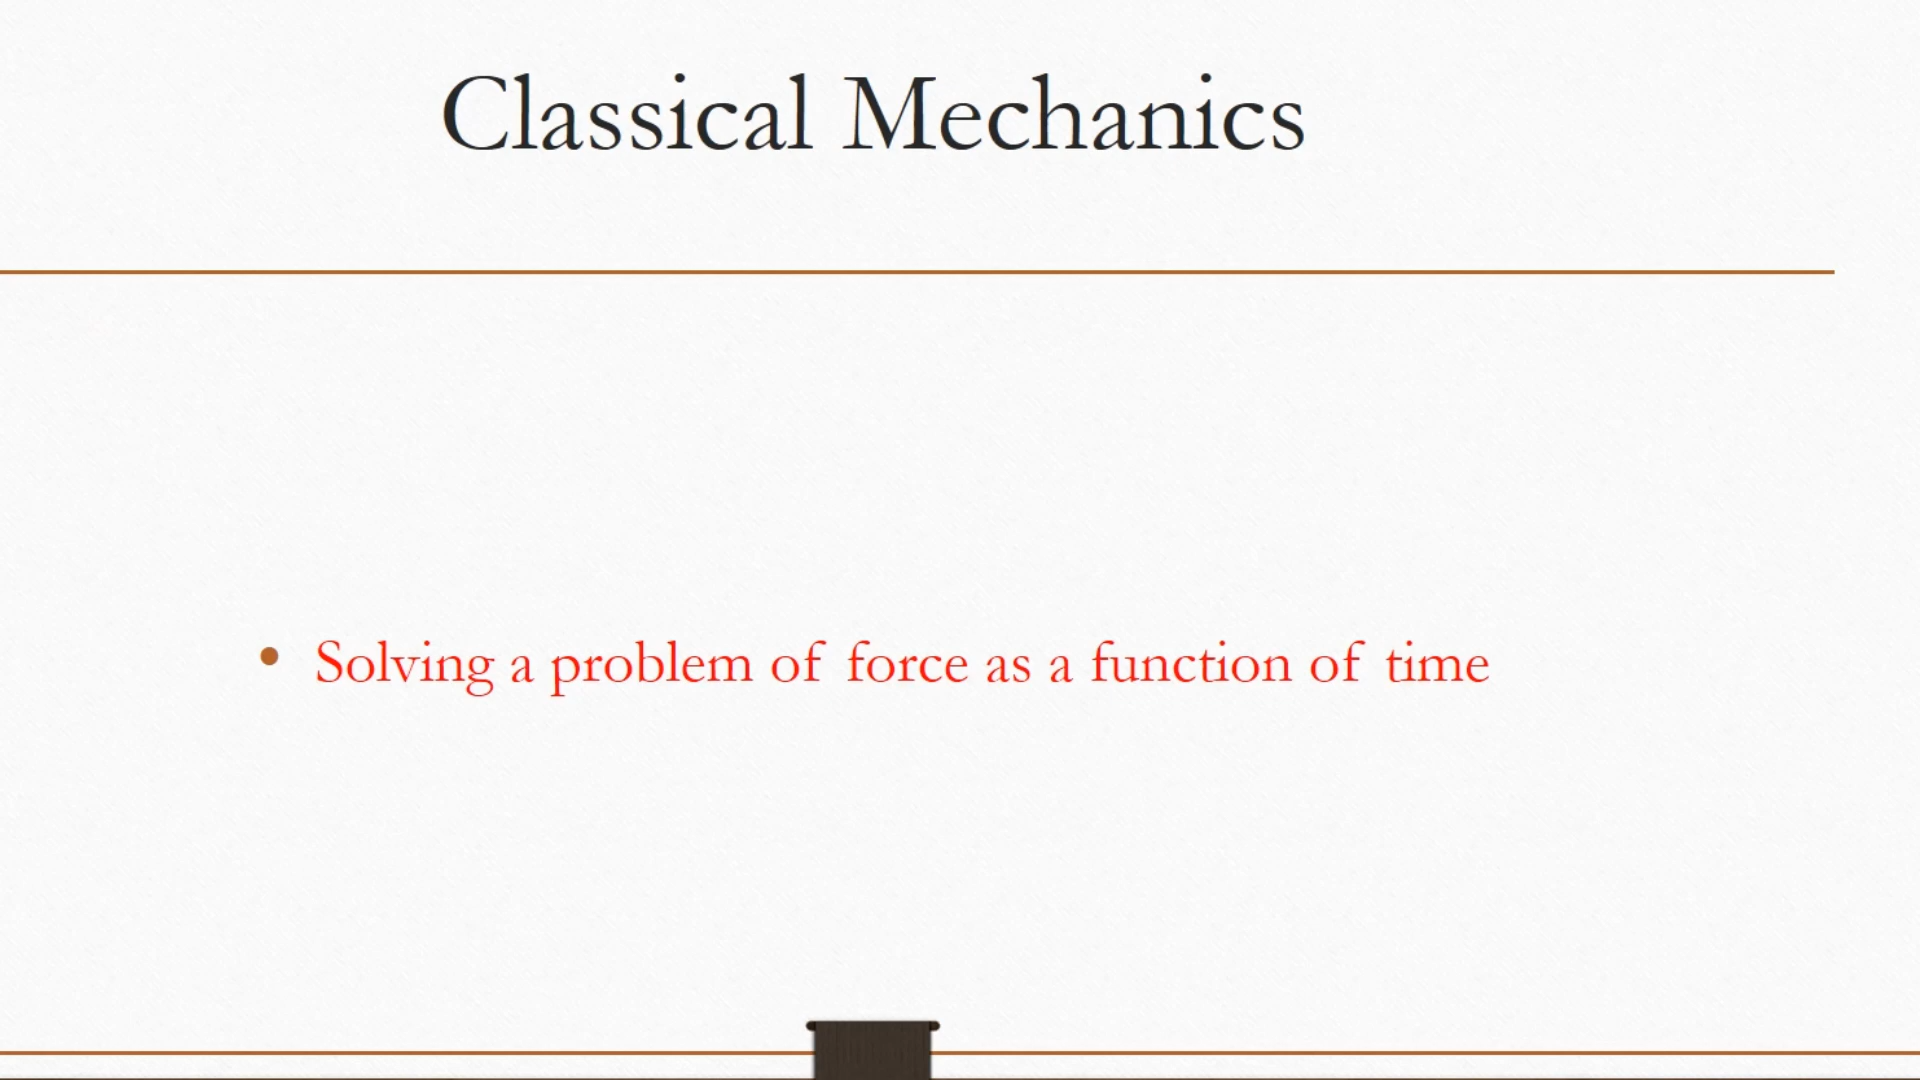 Classical Mechanics
• Solving a problem of force as a function of time